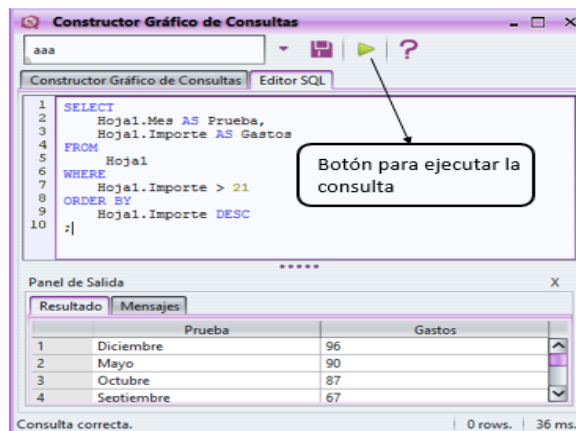 Constructor Gráfico de Consultas
aaa
Constructor Gráfico de Consultas Editor SQL
1 SELECT
2 Hoja1.Mes AS Prueba,
3 Hoja1.Importe AS Gastos
4 FROM
5 Hoja1
6 WHERE
7 Hoja1.Importe > 21
8 ORDER BY
9 Hoja1.Importe DESC
10 ;
Botón para ejecutar la
consulta
Panel de Salida X
Resultado Mensajes
Prueba Gastos
1 Diciembre 96
2 Mayo 90
3 Octubre 87
4 Septiembre 67
Consulta correcta. 0 rows. 36 ms.